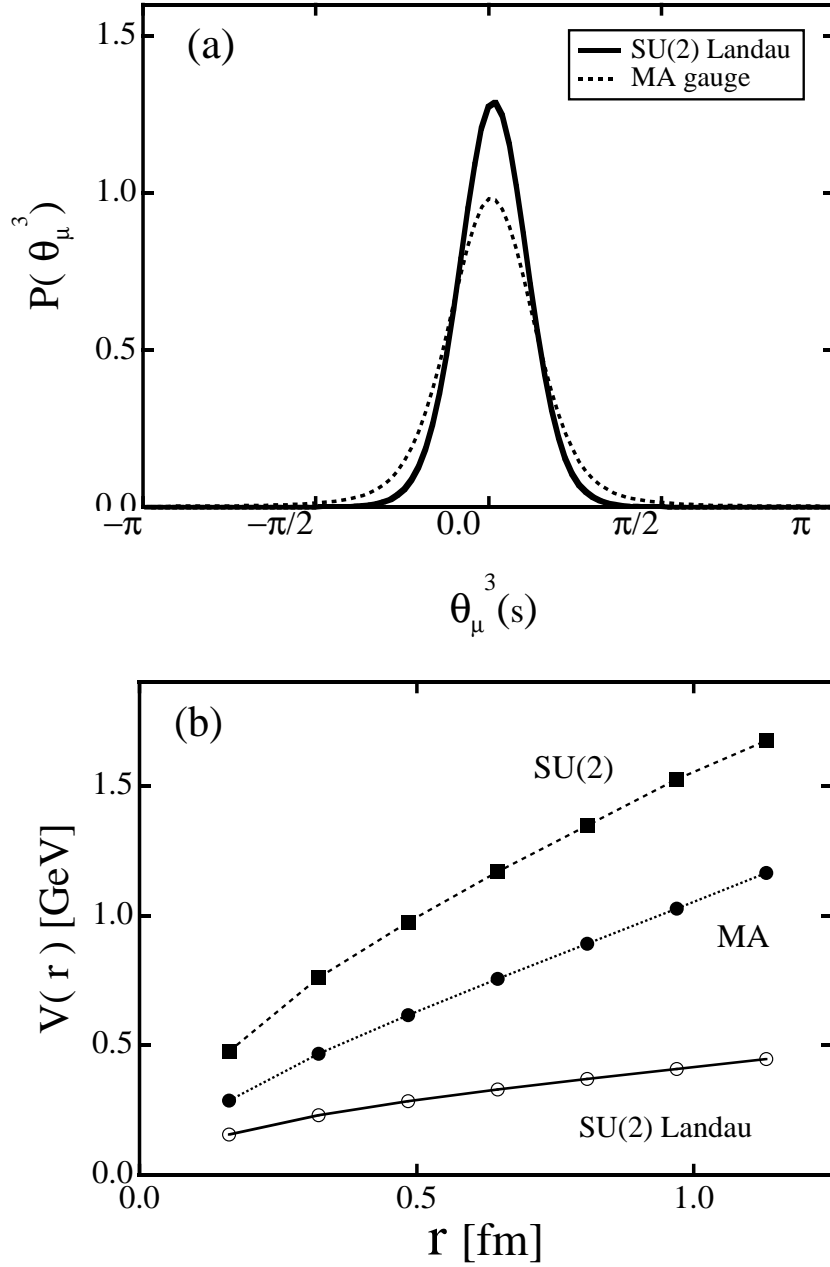 (a)
SU(2) Landau
MA gauge
1.5
1.0
0.5
0.0
P( θμ³ )
−π
−π/2
0.0
π/2
π
θμ³(s)
(b)
SU(2)
MA
SU(2) Landau
1.5
1.0
0.5
0.0
V( r ) [GeV]
0.0
0.5
1.0
r [fm]